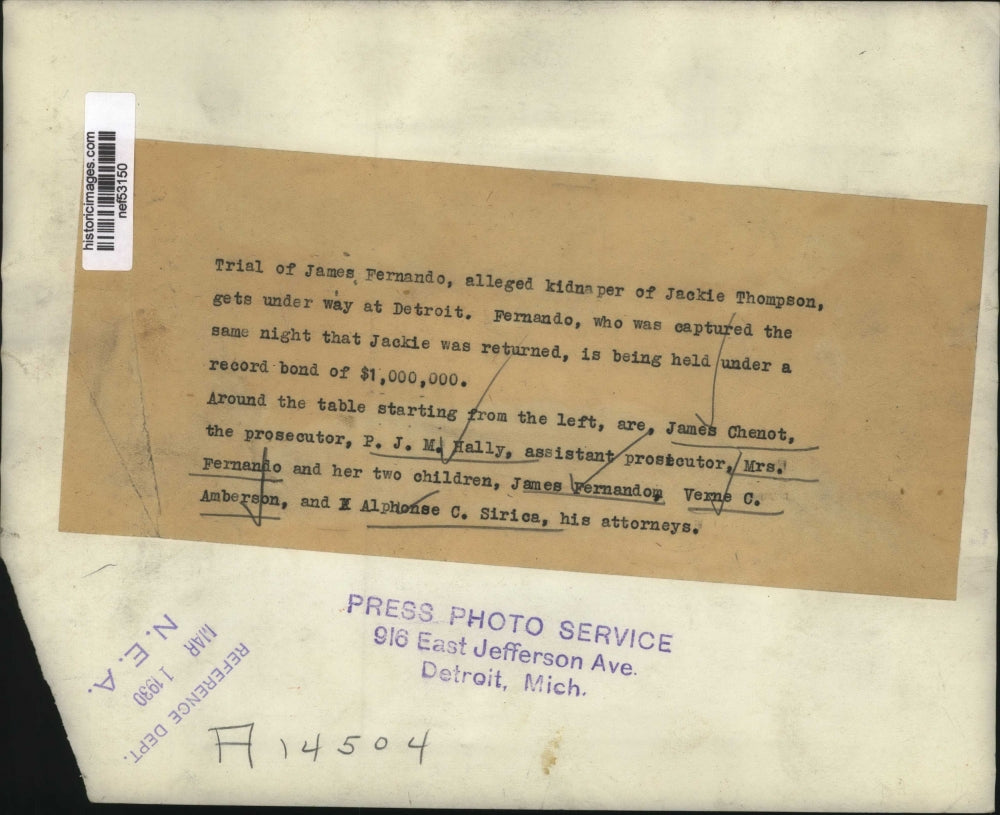 historicimages.com
nef53150
Trial of James Fernando, alleged kidnaper of Jackie Thompson,
gets under way at Detroit. Fernando, who was captured the
same night that Jackie was returned, is being held under a
record bond of $1,000,000.
Around the table starting from the left, are, James Chenot,
the prosecutor, P. J. M. Hally, assistant prosecutor, Mrs.
Fernando and her two children, James Fernando, Verne C.
Amberson, and X Alphonse C. Sirica, his attorneys.
PRESS PHOTO SERVICE
916 East Jefferson Ave.
Detroit, Mich.
REFERENCE DEPT.
MAR 1 1930
N. E. A.
A 14504